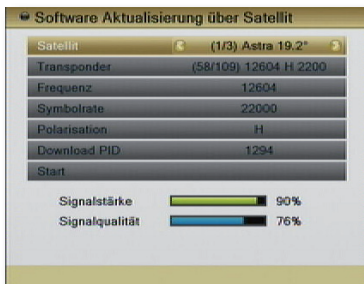 Software Aktualisierung über Satellit
Satellit (1/3) Astra 19.2°
Transponder (58/109) 12604 H 2200
Frequenz 12604
Symbolrate 22000
Polarisation H
Download PID 1294
Start
Signalstärke 90%
Signalqualität 76%